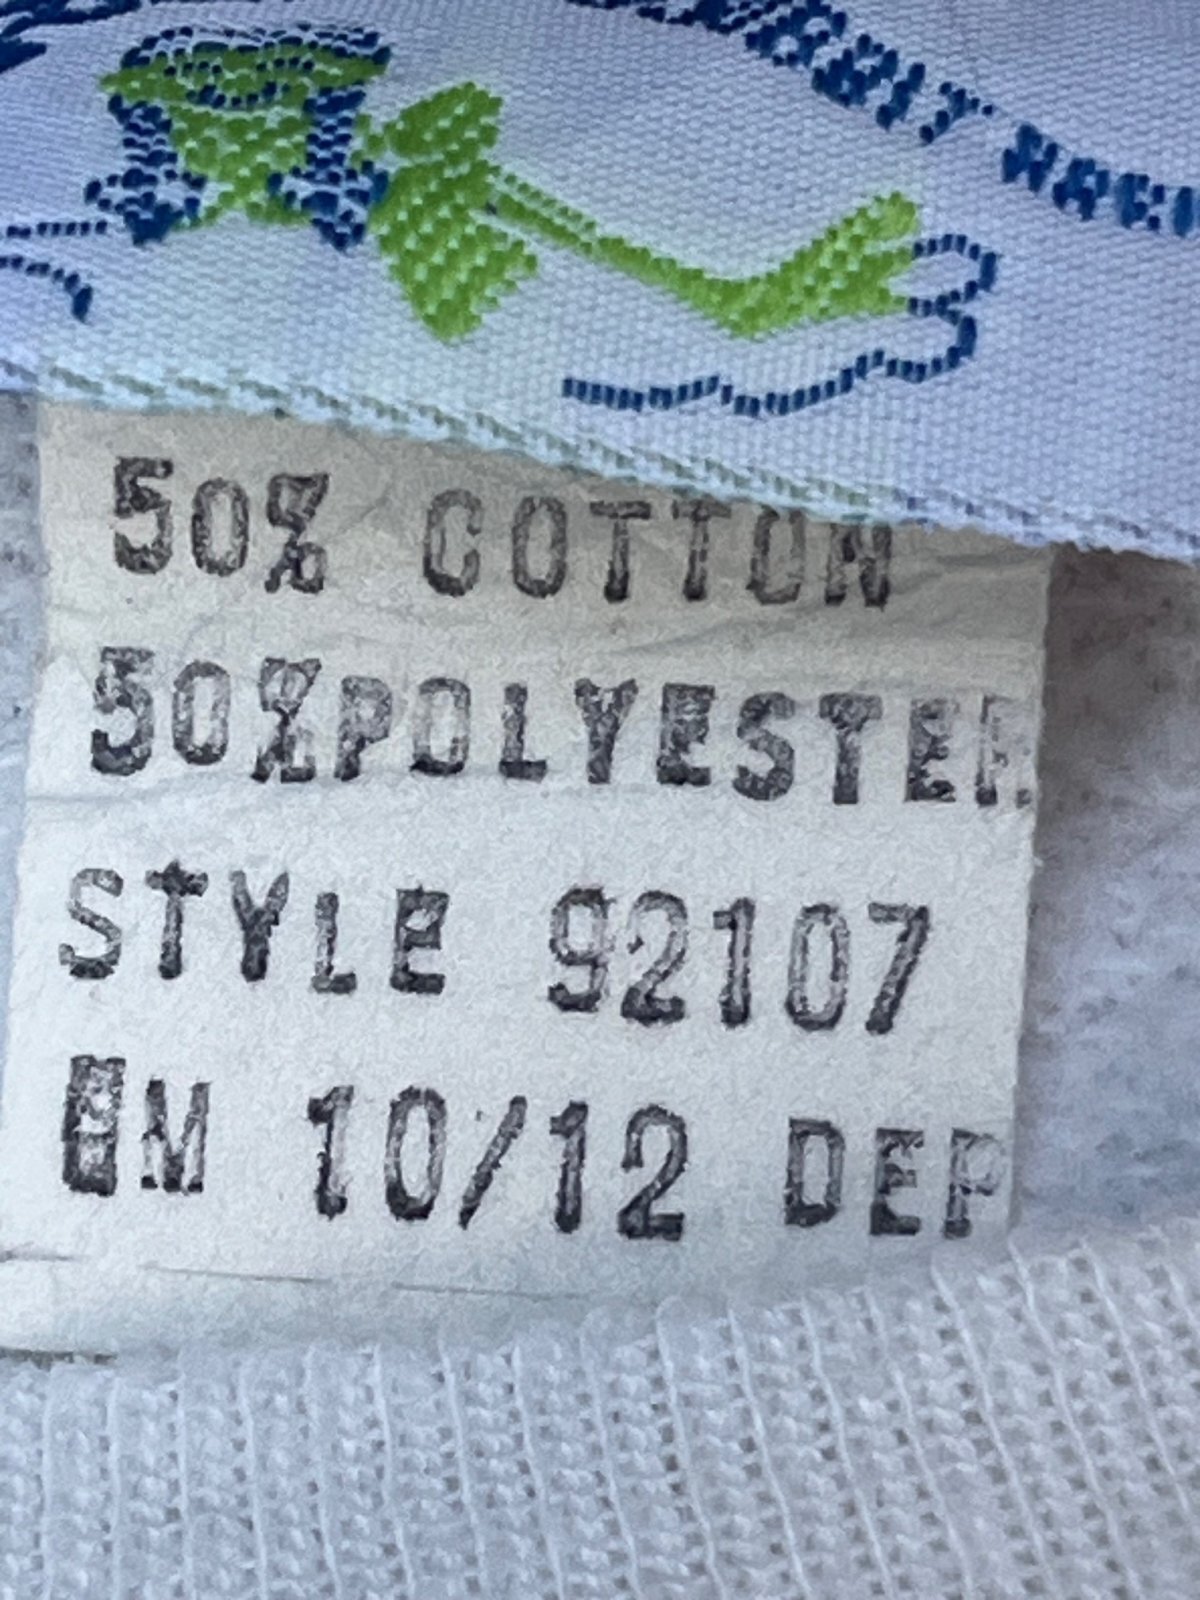 50% COTTON
50%POLYESTER
STYLE 92107
10/12 DEP